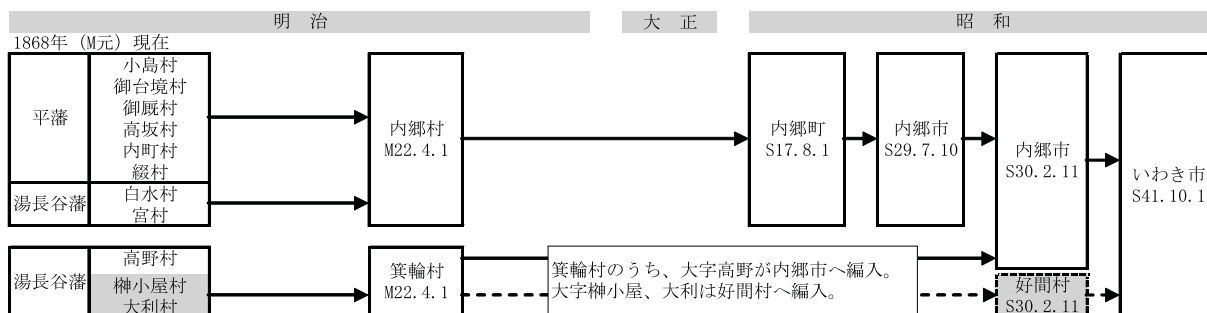 明 治
大 正
昭 和
1868年（M元）現在
平藩
小島村
御台境村
御厩村
高坂村
内町村
綴村
湯長谷藩
白水村
宮村
内郷村
M22.4.1
内郷町
S17.8.1
内郷市
S29.7.10
内郷市
S30.2.11
いわき市
S41.10.1
湯長谷藩
高野村
榊小屋村
大利村
箕輪村
M22.4.1
箕輪村のうち、大字高野が内郷市へ編入。
大字榊小屋、大利は好間村へ編入。
好間村
S30.2.11